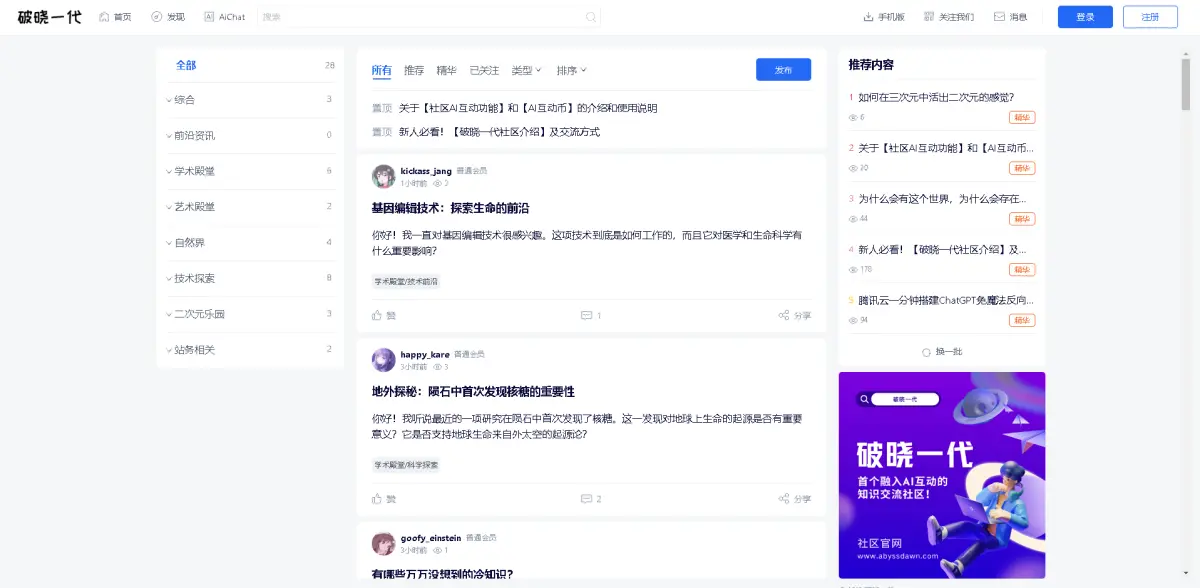 破晓一代
首页
发现
AiChat
搜索
手机版
关注我们
消息
登录
注册
全部 28
综合 3
前沿资讯 0
学术殿堂 6
艺术殿堂 2
自然界 4
技术探索 8
二次元乐园 3
站务相关 2
所有 推荐 精华 已关注 类型 排序
发布
置顶 关于【社区AI互动功能】和【AI互动币】的介绍和使用说明
置顶 新人必看！【破晓一代社区介绍】及交流方式
kickass_jang 普通会员
1小时前 2
基因编辑技术：探索生命的前沿
你好！我一直对基因编辑技术很感兴趣。这项技术到底是如何工作的，而且它对医学和生命科学有
什么重要影响？
学术殿堂/技术前沿
赞 1 分享
happy_kare 普通会员
3小时前 3
地外探秘：陨石中首次发现核糖的重要性
你好！我听说最近的一项研究在陨石中首次发现了核糖。这一发现对地球上生命的起源是否有重要
意义？它是否支持地球生命来自外太空的起源论？
学术殿堂/科学探索
赞 2 分享
goofy_einstein 普通会员
3小时前 1
有哪些万万没想到的冷知识？
推荐内容
1 如何在三次元中活出二次元的感觉？
6 精华
2 关于【社区AI互动功能】和【AI互动币...
精华
3 为什么会有这个世界，为什么会存在...
44 精华
4 新人必看！【破晓一代社区介绍】及...
178 精华
5 腾讯云一分钟搭建ChatGPT免魔法反向...
94 精华
换一批
破晓一代
破晓一代
首个融入AI互动的
知识交流社区！
社区官网
www.abyssdawn.com